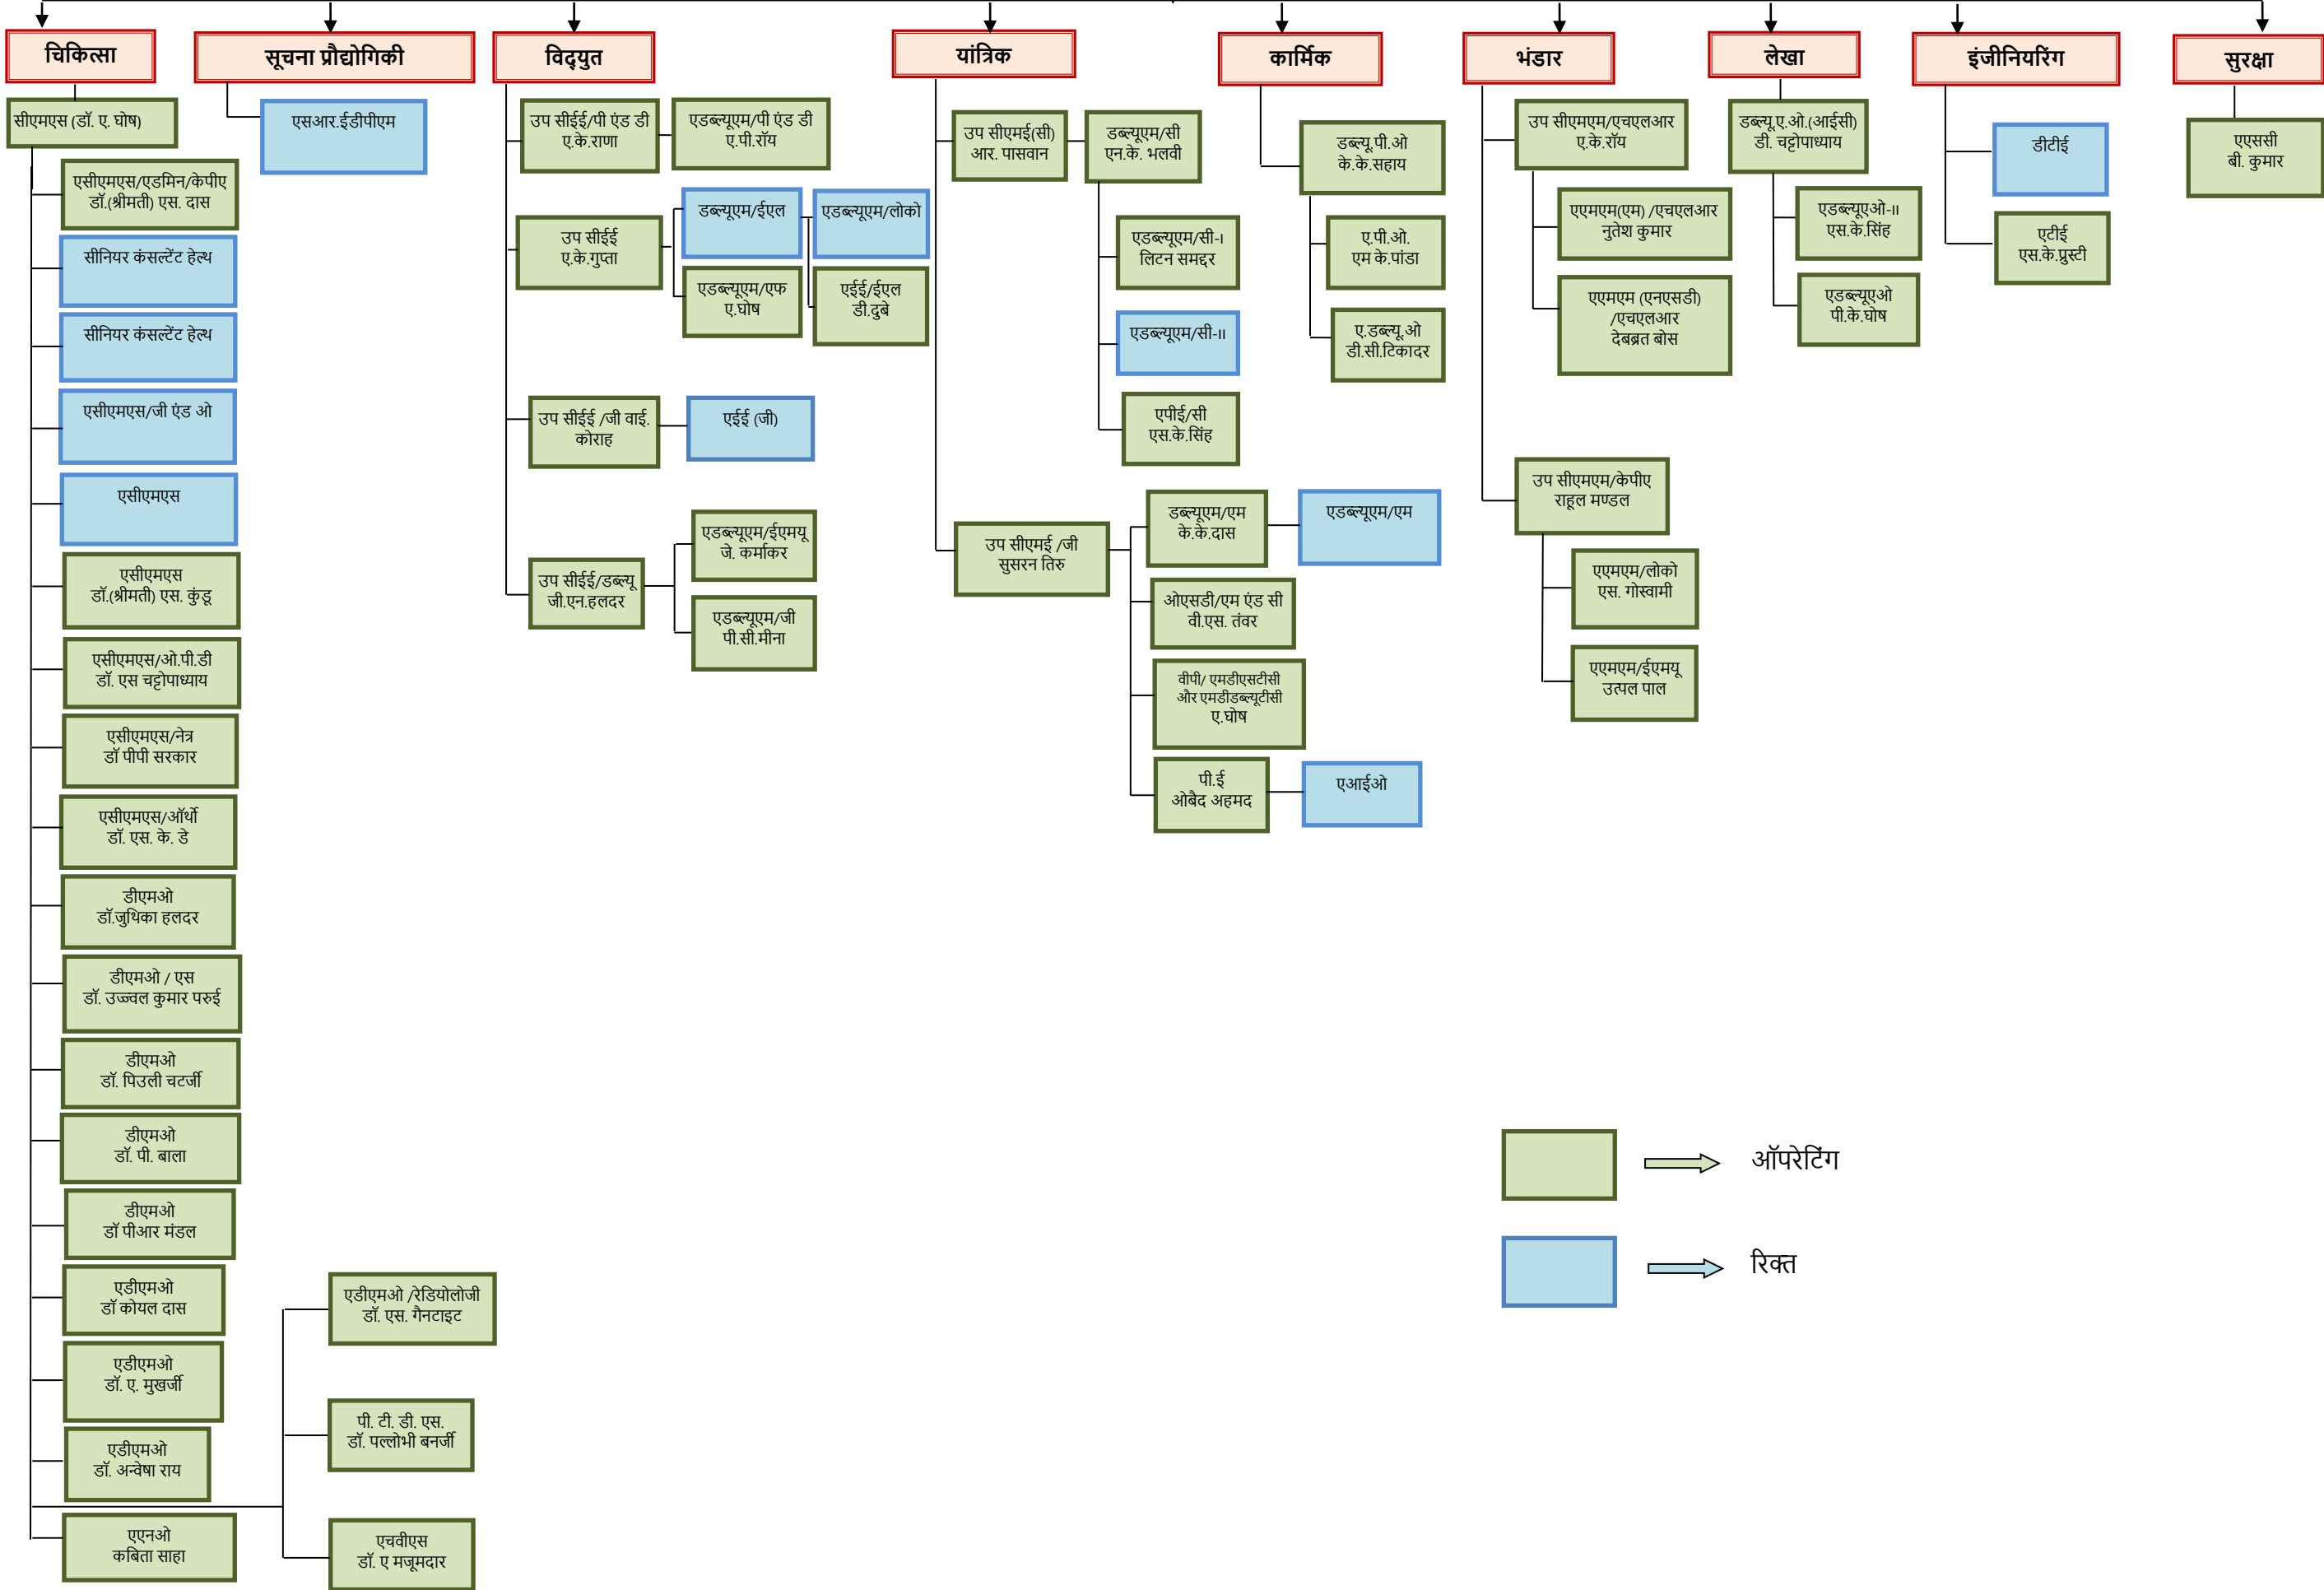 चिकित्सा
सीएमएस (डॉ. ए. घोष)
एसीएमएस/एडमिन/केपीए
डॉ.(श्रीमती) एस. दास
सीनियर कंसल्टेंट हेल्थ
सीनियर कंसल्टेंट हेल्थ
एसीएमएस/जी एंड ओ
एसीएमएस
एसीएमएस
डॉ.(श्रीमती) एस. कुंडू
एसीएमएस/ओ.पी.डी
डॉ. एस चट्टोपाध्याय
एसीएमएस/नेत्र
डॉ पीपी सरकार
एसीएमएस/ऑर्थो
डॉ. एस. के. डे
डीएमओ
डॉ.जुथिका हलदर
डीएमओ / एस
डॉ. उज्ज्वल कुमार परुई
डीएमओ
डॉ. पिउली चटर्जी
डीएमओ
डॉ. पी. बाला
डीएमओ
डॉ पीआर मंडल
एडीएमओ
डॉ कोयल दास
एडीएमओ
डॉ. ए. मुखर्जी
एडीएमओ
डॉ. अन्वेषा राय
एएनओ
कबिता साहा
एडीएमओ /रेडियोलोजी
डॉ. एस. गैनटाइट
पी. टी. डी. एस.
डॉ. पल्लोभी बनर्जी
एचवीएस
डॉ. ए मजूमदार
सूचना प्रौद्योगिकी
एसआर.ईडीपीएम
विद्युत
उप सीईई/पी एंड डी
ए.के.राणा
एडब्ल्यूएम/पी एंड डी
ए.पी.रॉय
उप सीईई
ए.के.गुप्ता
डब्ल्यूएम/ईएल
एडब्ल्यूएम/लोको
एडब्ल्यूएम/एफ
ए.घोष
एईई/ईएल
डी.दुबे
उप सीईई /जी वाई.
कोराह
एईई (जी)
उप सीईई/डब्ल्यू
जी.एन.हलदर
एडब्ल्यूएम/ईएमयू
जे. कर्माकर
एडब्ल्यूएम/जी
पी.सी.मीना
यांत्रिक
उप सीएमई(सी)
आर. पासवान
डब्ल्यूएम/सी
एन.के. भलवी
एडब्ल्यूएम/सी-I
लिटन समद्दर
एडब्ल्यूएम/सी-II
एपीई/सी
एस.के.सिंह
उप सीएमई /जी
सुसरन तिरु
डब्ल्यूएम/एम
के.के.दास
एडब्ल्यूएम/एम
ओएसडी/एम एंड सी
वी.एस. तंवर
वीपी/ एमडीएसटीसी
और एमडीडब्ल्यूटीसी
ए.घोष
पी.ई
ओबैद अहमद
एआईओ
कार्मिक
डब्ल्यू.पी.ओ
के.के.सहाय
ए.पी.ओ.
एम के.पांडा
ए.डब्ल्यू.ओ
डी.सी.टिकादर
भंडार
उप सीएमएम/एचएलआर
ए.के.रॉय
एएमएम(एम) /एचएलआर
नुतेश कुमार
एएमएम (एनएसडी)
/एचएलआर
देबब्रत बोस
उप सीएमएम/केपीए
राहूल मण्डल
एएमएम/लोको
एस. गोस्वामी
एएमएम/ईएमयू
उत्पल पाल
लेखा
डब्ल्यू.ए.ओ.(आईसी)
डी. चट्टोपाध्याय
एडब्ल्यूएओ-II
एस.के.सिंह
एडब्ल्यूएओ
पी.के.घोष
इंजीनियरिंग
डीटीई
एटीई
एस.के.प्रुस्टी
सुरक्षा
एएससी
बी. कुमार
ऑपरेटिंग
रिक्त